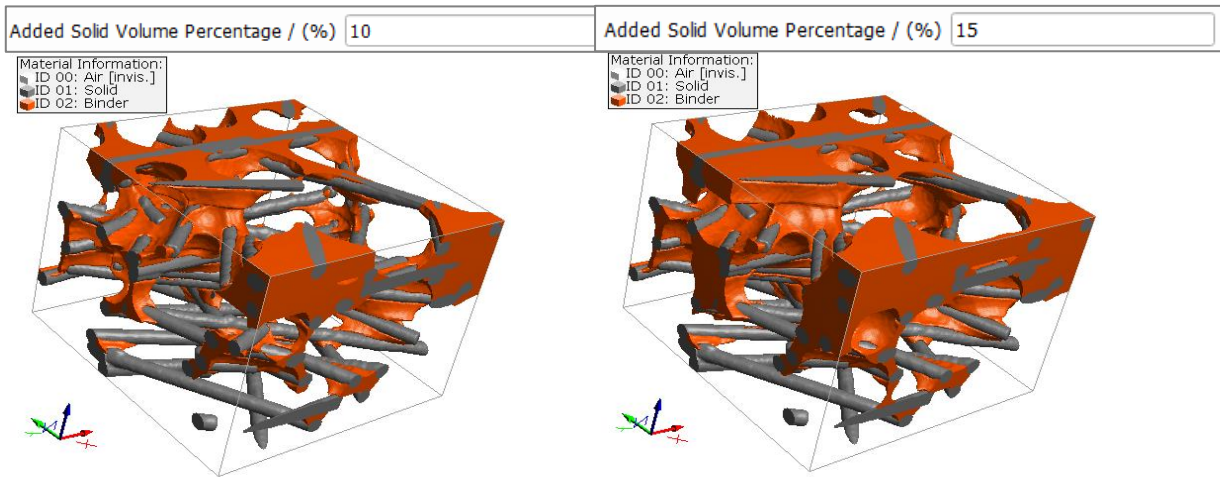 Added Solid Volume Percentage / (%) 10
Material Information:
ID 00: Air [invis.]
ID 01: Solid
ID 02: Binder
X
Y
Z
Added Solid Volume Percentage / (%) 15
Material Information:
ID 00: Air [invis.]
ID 01: Solid
ID 02: Binder
X
Y
Z